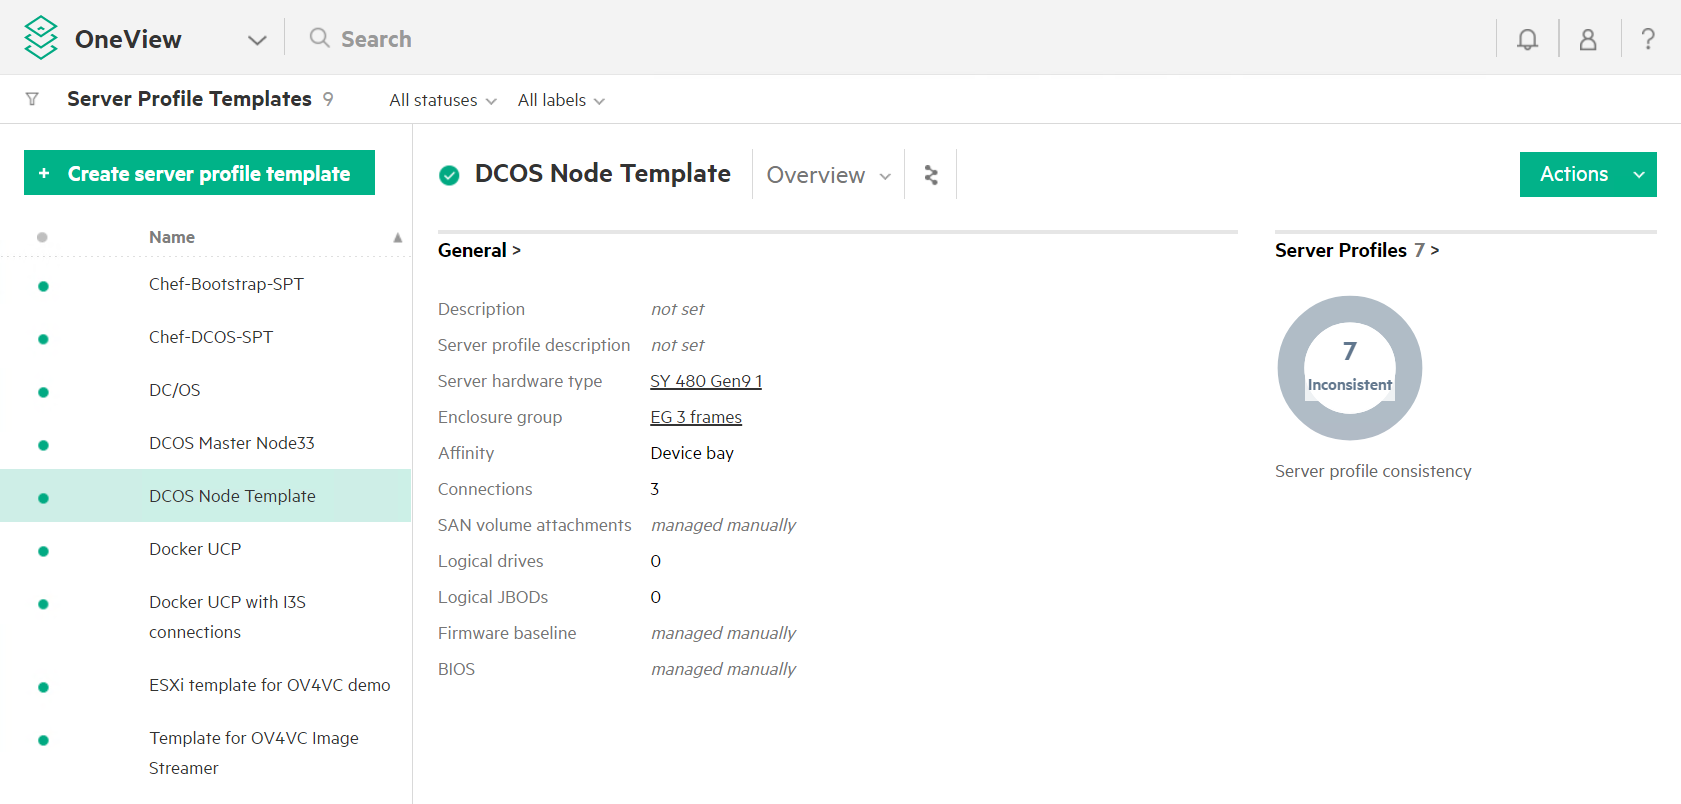 OneView
Search
?
Server Profile Templates 9
All statuses
All labels
+ Create server profile template
Name
Chef-Bootstrap-SPT
Chef-DCOS-SPT
DC/OS
DCOS Master Node33
DCOS Node Template
Docker UCP
Docker UCP with I3S
connections
ESXi template for OV4VC demo
Template for OV4VC Image
Streamer
DCOS Node Template
Overview
Actions
General >
Description not set
Server profile description not set
Server hardware type SY 480 Gen9 1
Enclosure group EG 3 frames
Affinity Device bay
Connections 3
SAN volume attachments managed manually
Logical drives 0
Logical JBODs 0
Firmware baseline managed manually
BIOS managed manually
Server Profiles 7 >
7
Inconsistent
Server profile consistency